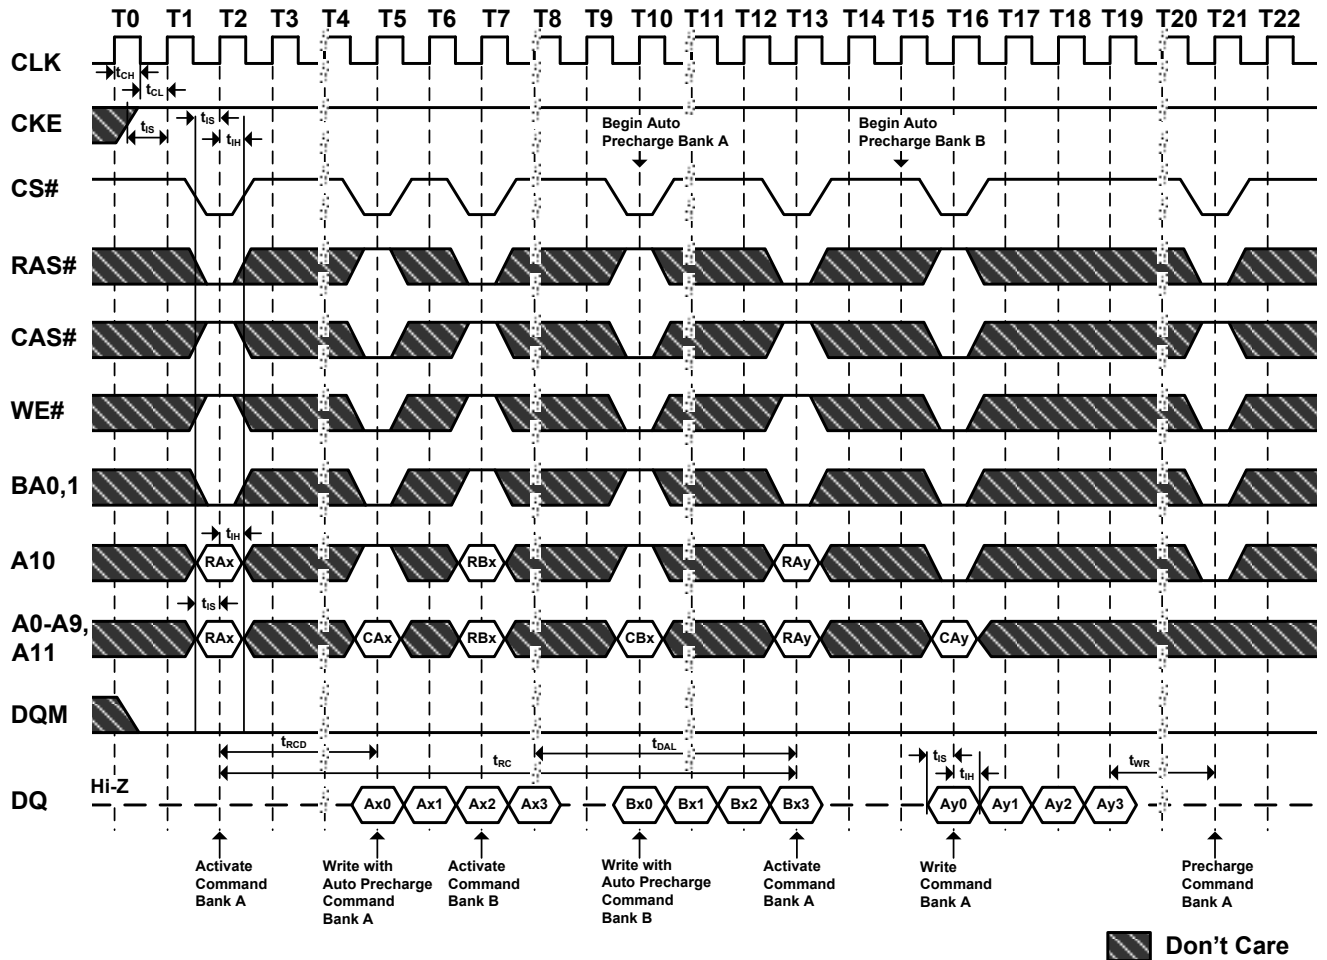 T0 T1 T2 T3 T4 T5 T6 T7 T8 T9 T10 T11 T12 T13 T14 T15 T16 T17 T18 T19 T20 T21 T22
CLK
tCH
tCL
CKE
tIS
tIS
tIH
Begin Auto
Precharge Bank A
Begin Auto
Precharge Bank B
CS#
RAS#
CAS#
WE#
BA0,1
tIH
A10
RAx RBx RAy
tIS
A0-A9,
A11
RAx CAx RBx CBx RAy CAy
DQM
tRCD
tRC
tDAL
tIS
tIH
tWR
Hi-Z
DQ
Ax0 Ax1 Ax2 Ax3 Bx0 Bx1 Bx2 Bx3 Ay0 Ay1 Ay2 Ay3
Activate
Command
Bank A
Write with
Auto Precharge
Command
Bank A
Activate
Command
Bank B
Write with
Auto Precharge
Command
Bank B
Activate
Command
Bank A
Write
Command
Bank A
Precharge
Command
Bank A
Don't Care